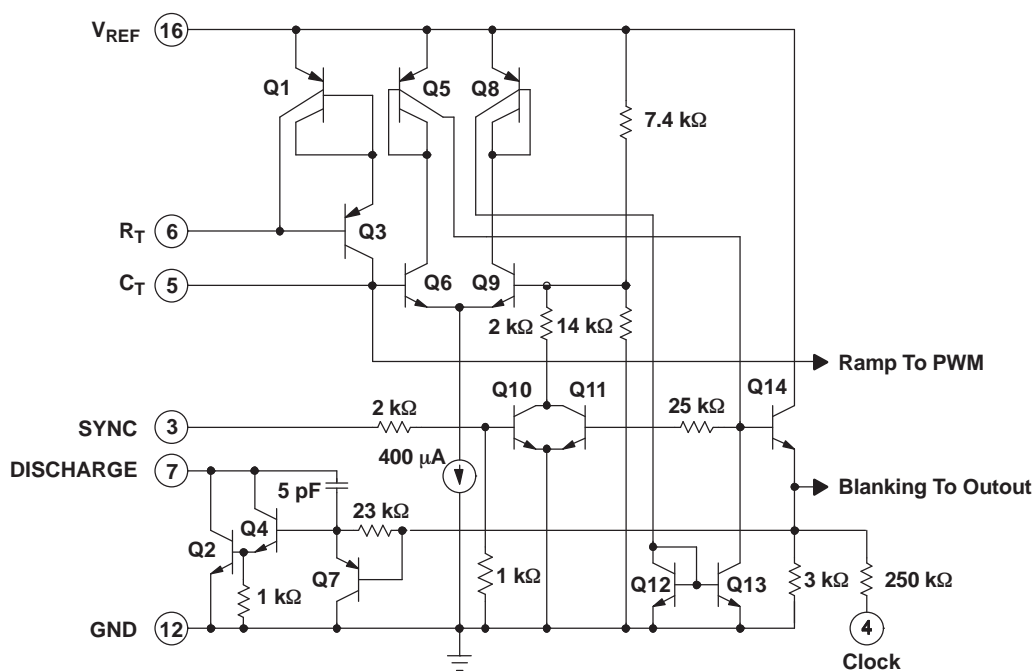 VREF 16
Q1
Q5
Q8
7.4 kΩ
RT 6
Q3
CT 5
Q6
Q9
2 kΩ
14 kΩ
Ramp To PWM
Q10
Q11
Q14
2 kΩ
25 kΩ
SYNC 3
400 μA
DISCHARGE 7
Blanking To Outout
5 pF
23 kΩ
Q4
Q2
Q7
1 kΩ
1 kΩ
Q12
Q13
3 kΩ
250 kΩ
GND 12
4
Clock